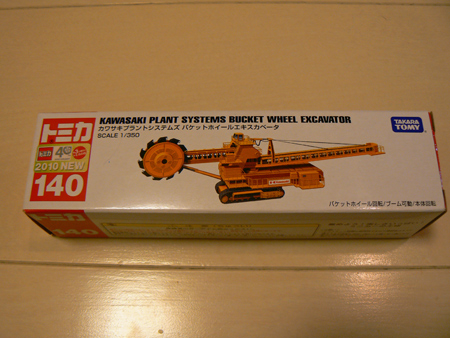 トミカ
2010 NEW
140
KAWASAKI PLANT SYSTEMS BUCKET WHEEL EXCAVATOR
カワサキプラントシステムズ バケットホイールエキスカベータ
SCALE 1/350
TAKARA
TOMY
バケットホイール回転/ブーム可動/本体回転
140